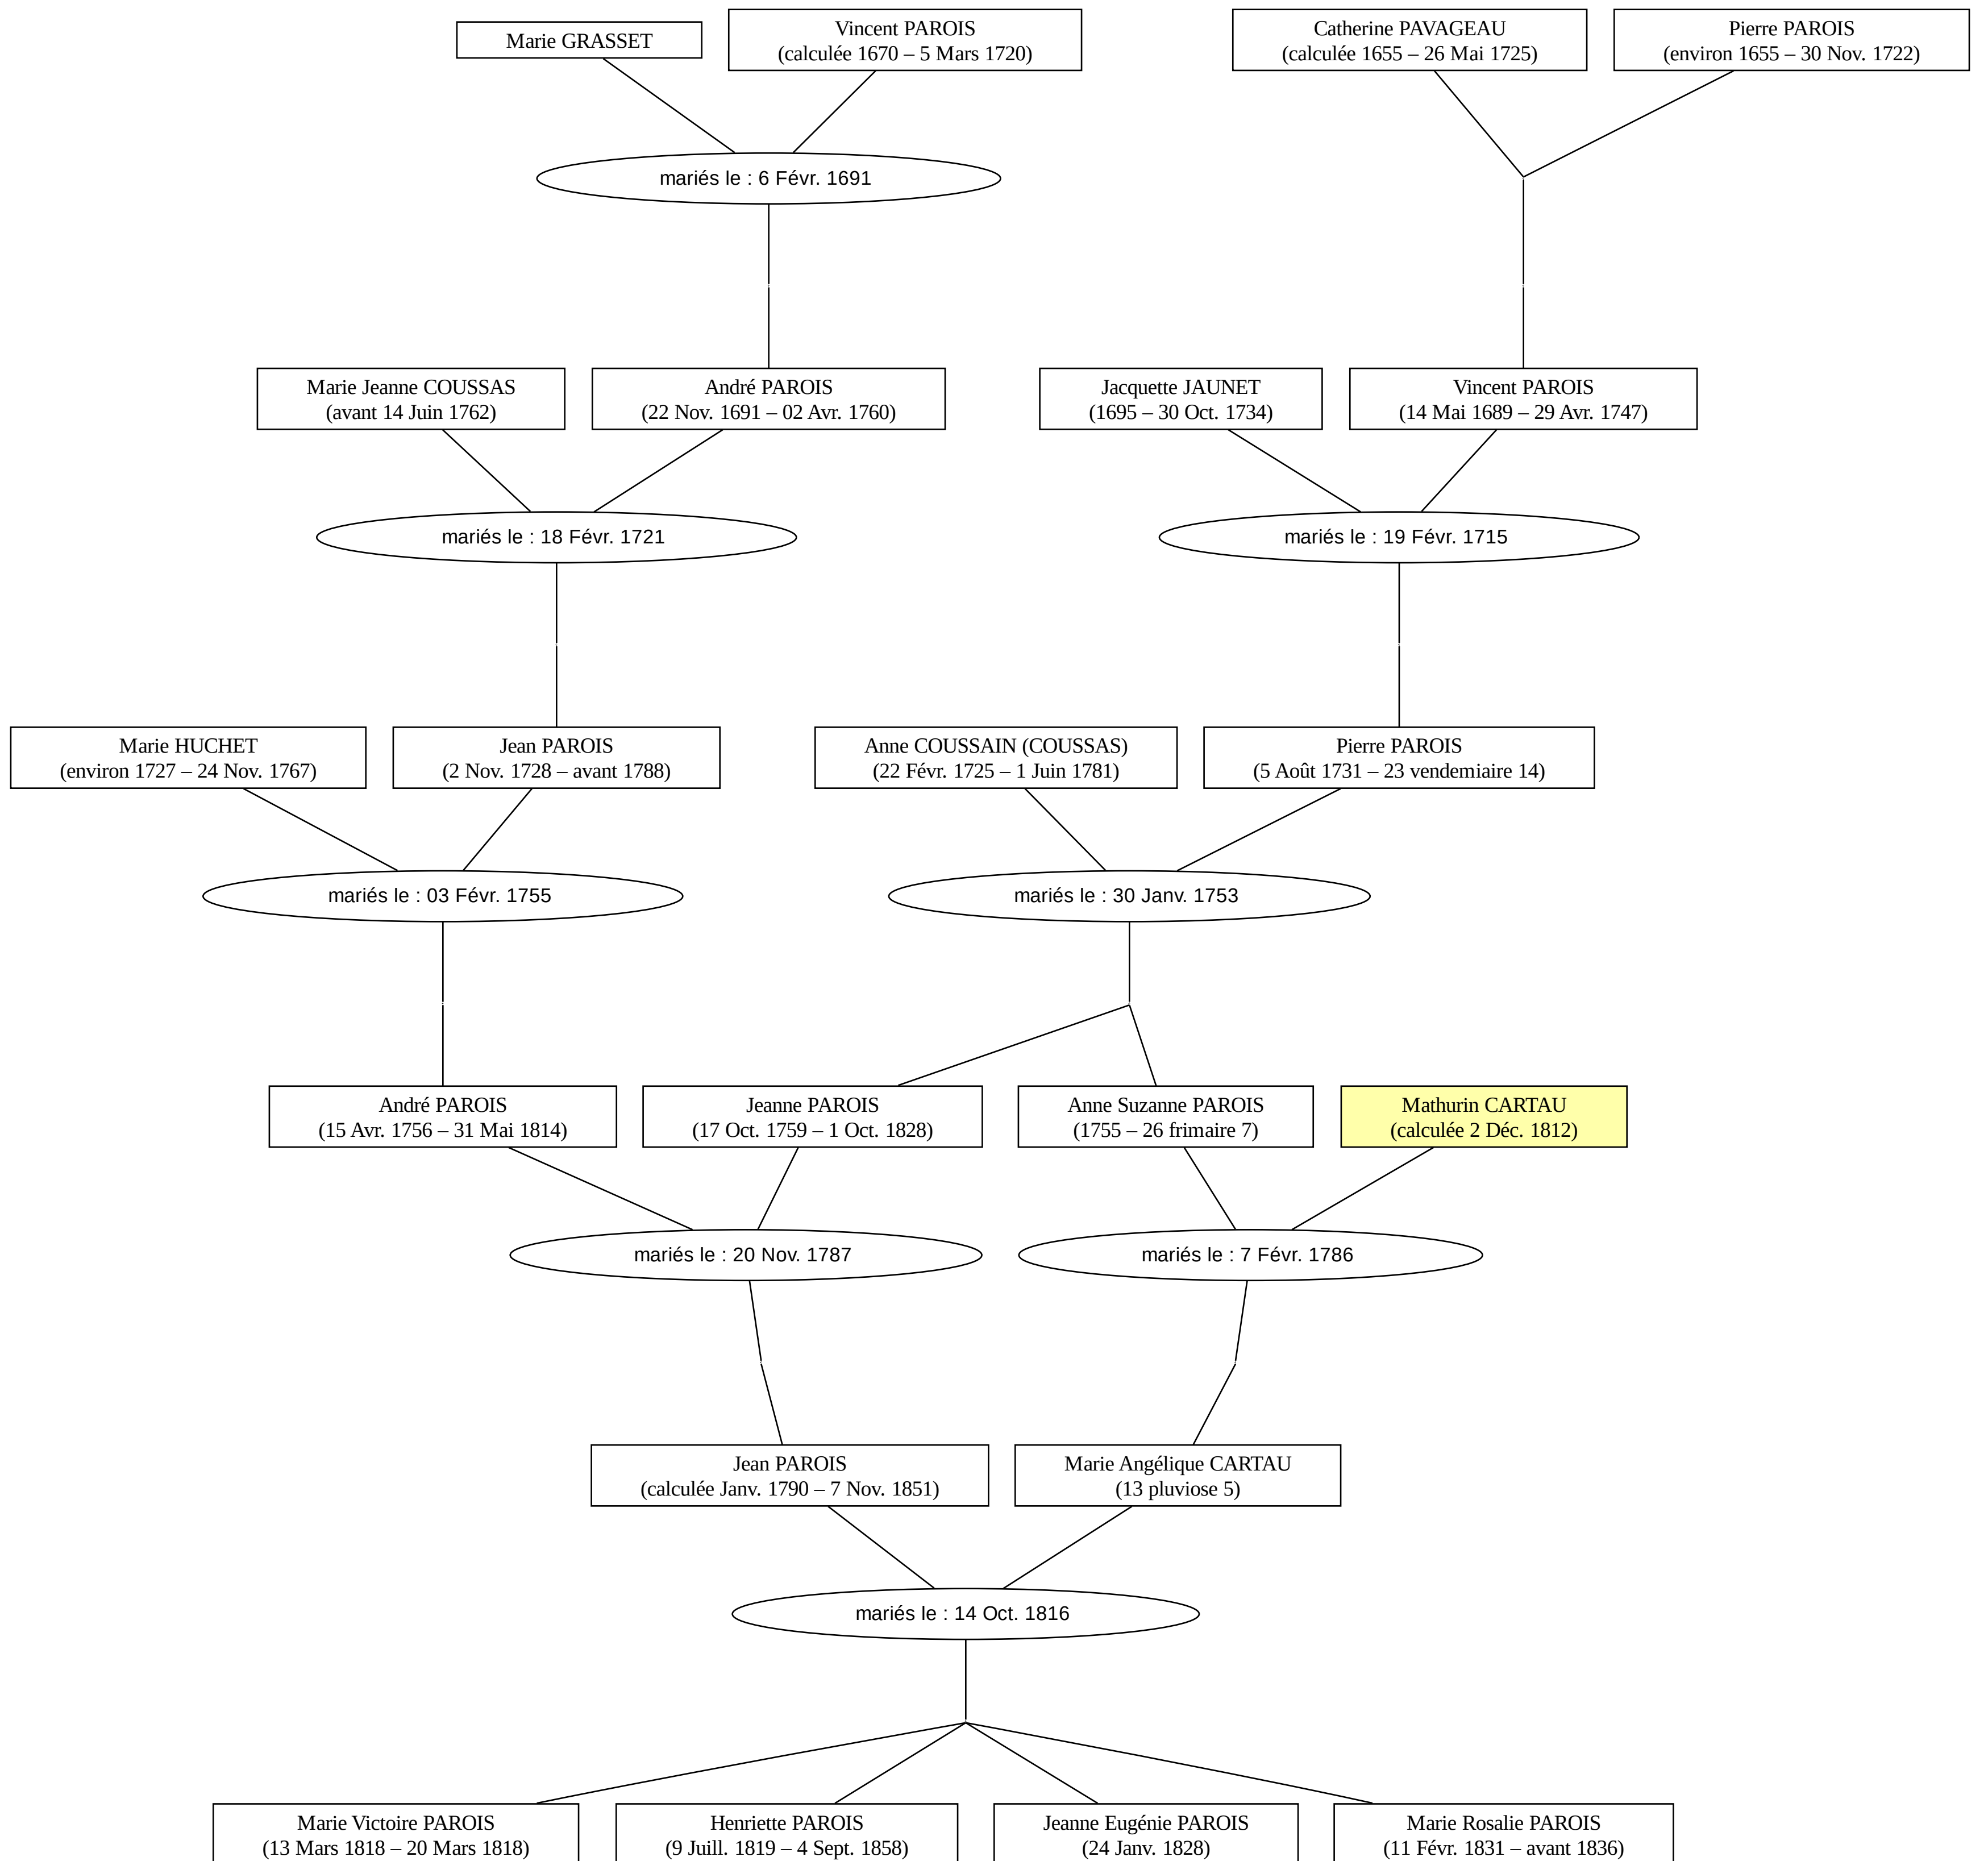 Marie GRASSET
Vincent PAROIS
(calculée 1670 – 5 Mars 1720)
Catherine PAVAGEAU
(calculée 1655 – 26 Mai 1725)
Pierre PAROIS
(environ 1655 – 30 Nov. 1722)
mariés le : 6 Févr. 1691
Marie Jeanne COUSSAS
(avant 14 Juin 1762)
André PAROIS
(22 Nov. 1691 – 02 Avr. 1760)
Jacquette JAUNET
(1695 – 30 Oct. 1734)
Vincent PAROIS
(14 Mai 1689 – 29 Avr. 1747)
mariés le : 18 Févr. 1721
mariés le : 19 Févr. 1715
Marie HUCHET
(environ 1727 – 24 Nov. 1767)
Jean PAROIS
(2 Nov. 1728 – avant 1788)
Anne COUSSAIN (COUSSAS)
(22 Févr. 1725 – 1 Juin 1781)
Pierre PAROIS
(5 Août 1731 – 23 vendemiaire 14)
mariés le : 03 Févr. 1755
mariés le : 30 Janv. 1753
André PAROIS
(15 Avr. 1756 – 31 Mai 1814)
Jeanne PAROIS
(17 Oct. 1759 – 1 Oct. 1828)
Anne Suzanne PAROIS
(1755 – 26 frimaire 7)
Mathurin CARTAU
(calculée 2 Déc. 1812)
mariés le : 20 Nov. 1787
mariés le : 7 Févr. 1786
Jean PAROIS
(calculée Janv. 1790 – 7 Nov. 1851)
Marie Angélique CARTAU
(13 pluviose 5)
mariés le : 14 Oct. 1816
Marie Victoire PAROIS
(13 Mars 1818 – 20 Mars 1818)
Henriette PAROIS
(9 Juill. 1819 – 4 Sept. 1858)
Jeanne Eugénie PAROIS
(24 Janv. 1828)
Marie Rosalie PAROIS
(11 Févr. 1831 – avant 1836)